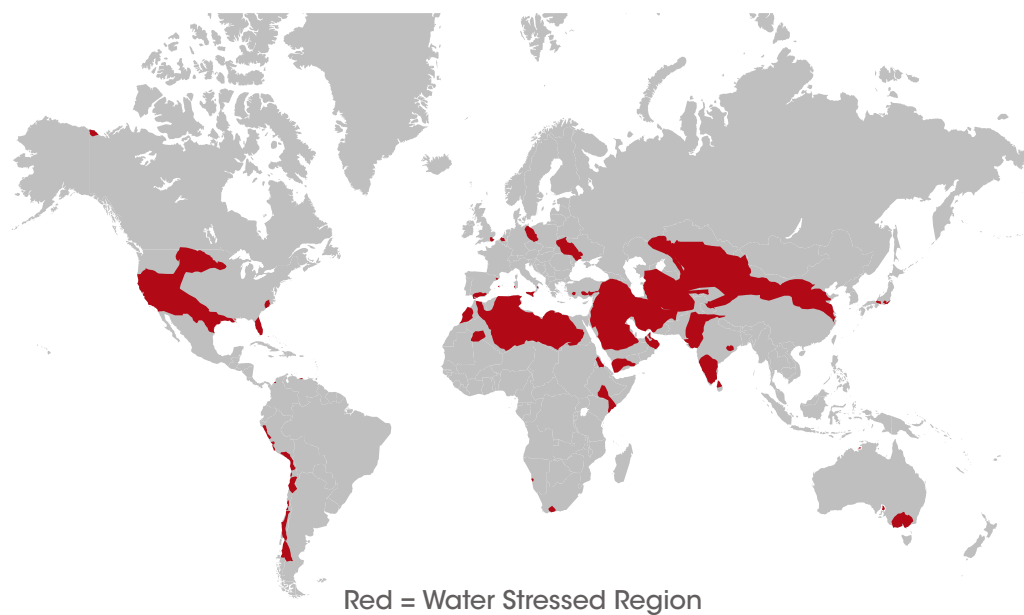 Red = Water Stressed Region